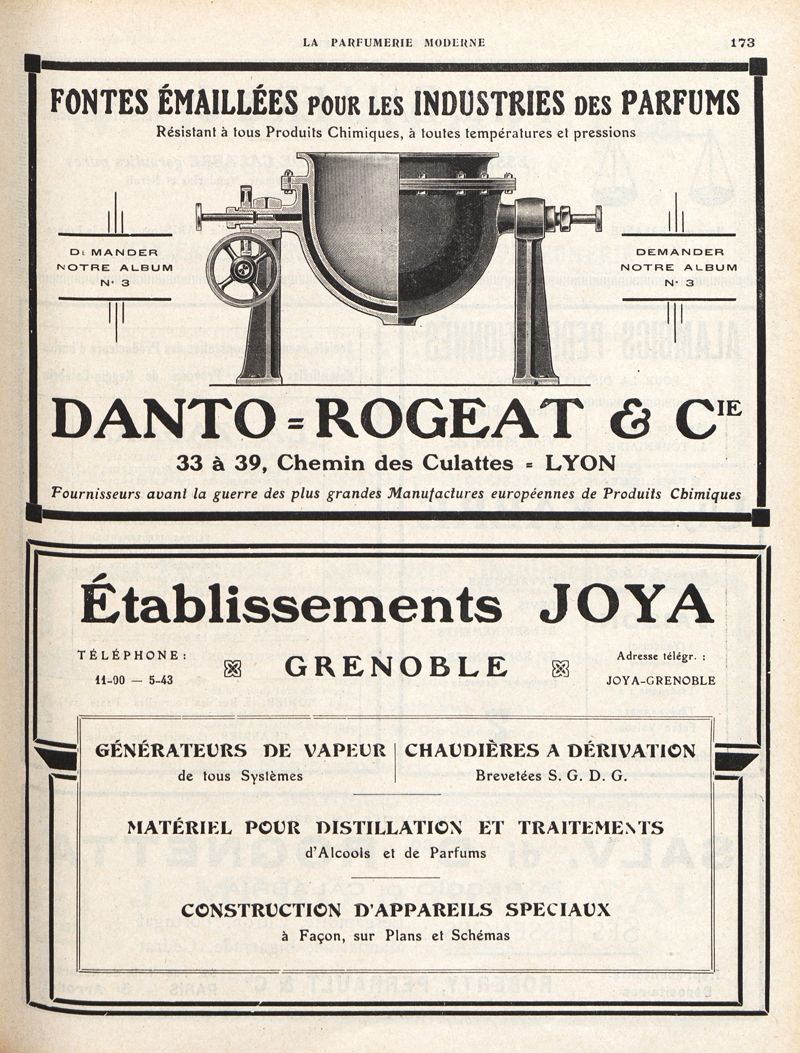 LA PARFUMERIE MODERNE 173
FONTES ÉMAILLÉES POUR LES INDUSTRIES DES PARFUMS
Résistant à tous Produits Chimiques, à toutes températures et pressions
DEMANDER
NOTRE ALBUM
N° 3
DEMANDER
NOTRE ALBUM
N° 3
DANTO=ROGEAT & CIE
33 à 39, Chemin des Culattes = LYON
Fournisseurs avant la guerre des plus grandes Manufactures européennes de Produits Chimiques
Établissements JOYA
TÉLÉPHONE:
11-00 — 5-43
GRENOBLE
Adresse télégr. :
JOYA-GRENOBLE
GÉNÉRATEURS DE VAPEUR
de tous Systèmes
CHAUDIÈRES A DÉRIVATION
Brevetées S. G. D. G.
MATÉRIEL POUR DISTILLATION ET TRAITEMENTS
d'Alcools et de Parfums
CONSTRUCTION D'APPAREILS SPECIAUX
à Façon, sur Plans et Schémas